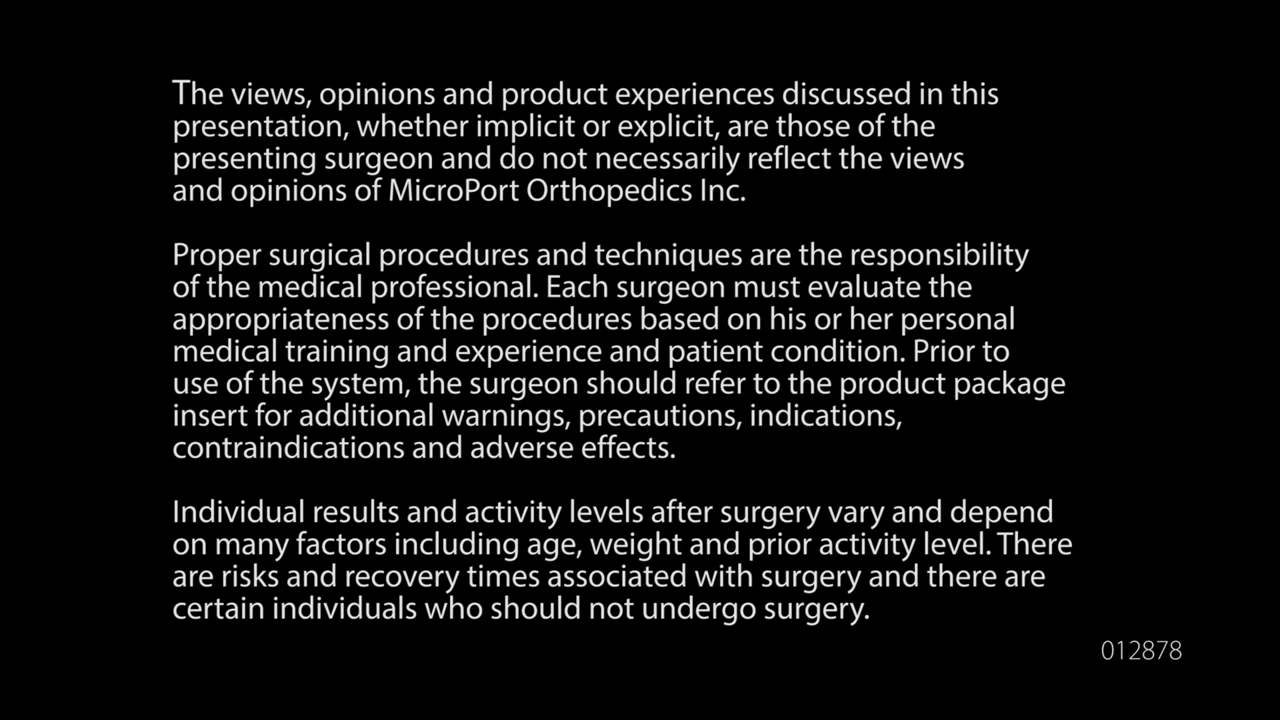 The views, opinions and product experiences discussed in this
presentation, whether implicit or explicit, are those of the
presenting surgeon and do not necessarily reflect the views
and opinions of MicroPort Orthopedics Inc.
Proper surgical procedures and techniques are the responsibility
of the medical professional. Each surgeon must evaluate the
appropriateness of the procedures based on his or her personal
medical training and experience and patient condition. Prior to
use of the system, the surgeon should refer to the product package
insert for additional warnings, precautions, indications,
contraindications and adverse effects.
Individual results and activity levels after surgery vary and depend
on many factors including age, weight and prior activity level. There
are risks and recovery times associated with surgery and there are
certain individuals who should not undergo surgery.
012878